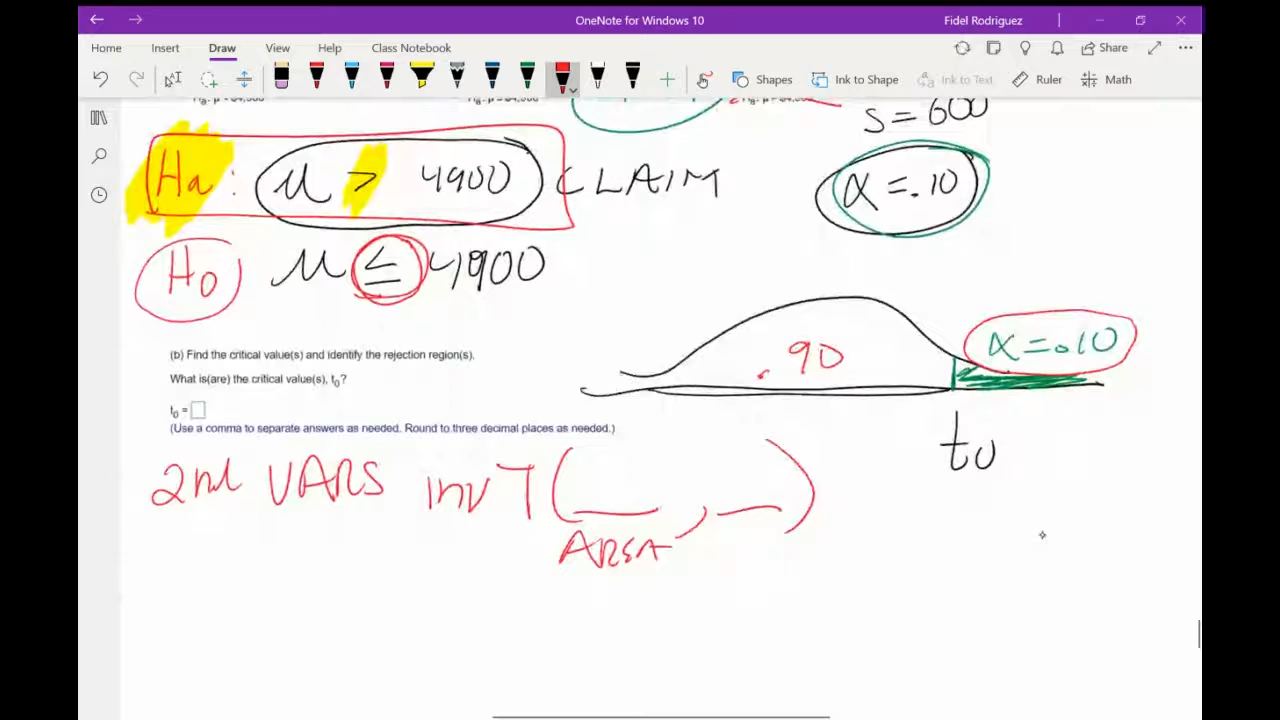 OneNote for Windows 10
Fidel Rodriguez
Home Insert Draw View Help Class Notebook Share
Shapes Ink to Shape Ink to Text Ruler Math
s = 600
Ha : μ > 4900 CLAIM
α = .10
H0 μ ≤ 4900
α = .10
.90
(b) Find the critical value(s) and identify the rejection region(s).
What is(are) the critical value(s), t0?
t0 =
(Use a comma to separate answers as needed. Round to three decimal places as needed.)
t0
2nd VARS inv T ( __ , __ )
AREA